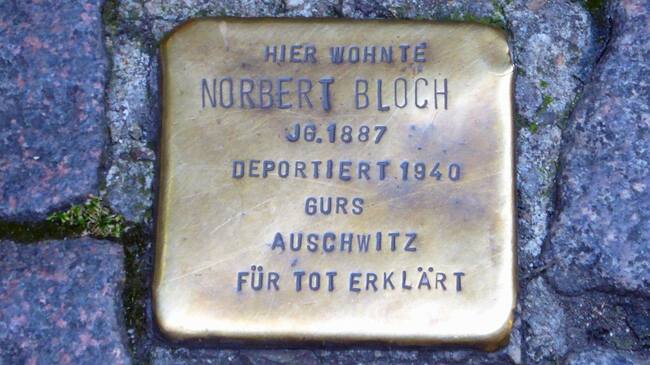 HIER WOHNTE
NORBERT BLOCH
JG.1887
DEPORTIERT 1940
GURS
AUSCHWITZ
FÜR TOT ERKLÄRT